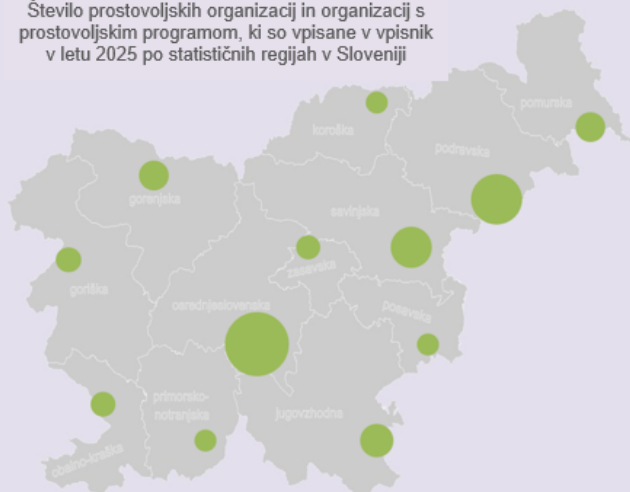 Število prostovoljskih organizacij in organizacij s
prostovoljskim programom, ki so vpisane v vpisnik
v letu 2025 po statističnih regijah v Sloveniji
pomurska
koroška
podravska
gorenjska
savinjska
zasavska
goriška
osrednjeslovenska
posavska
primorsko-
notranjska
jugovzhodna
obalno-kraška